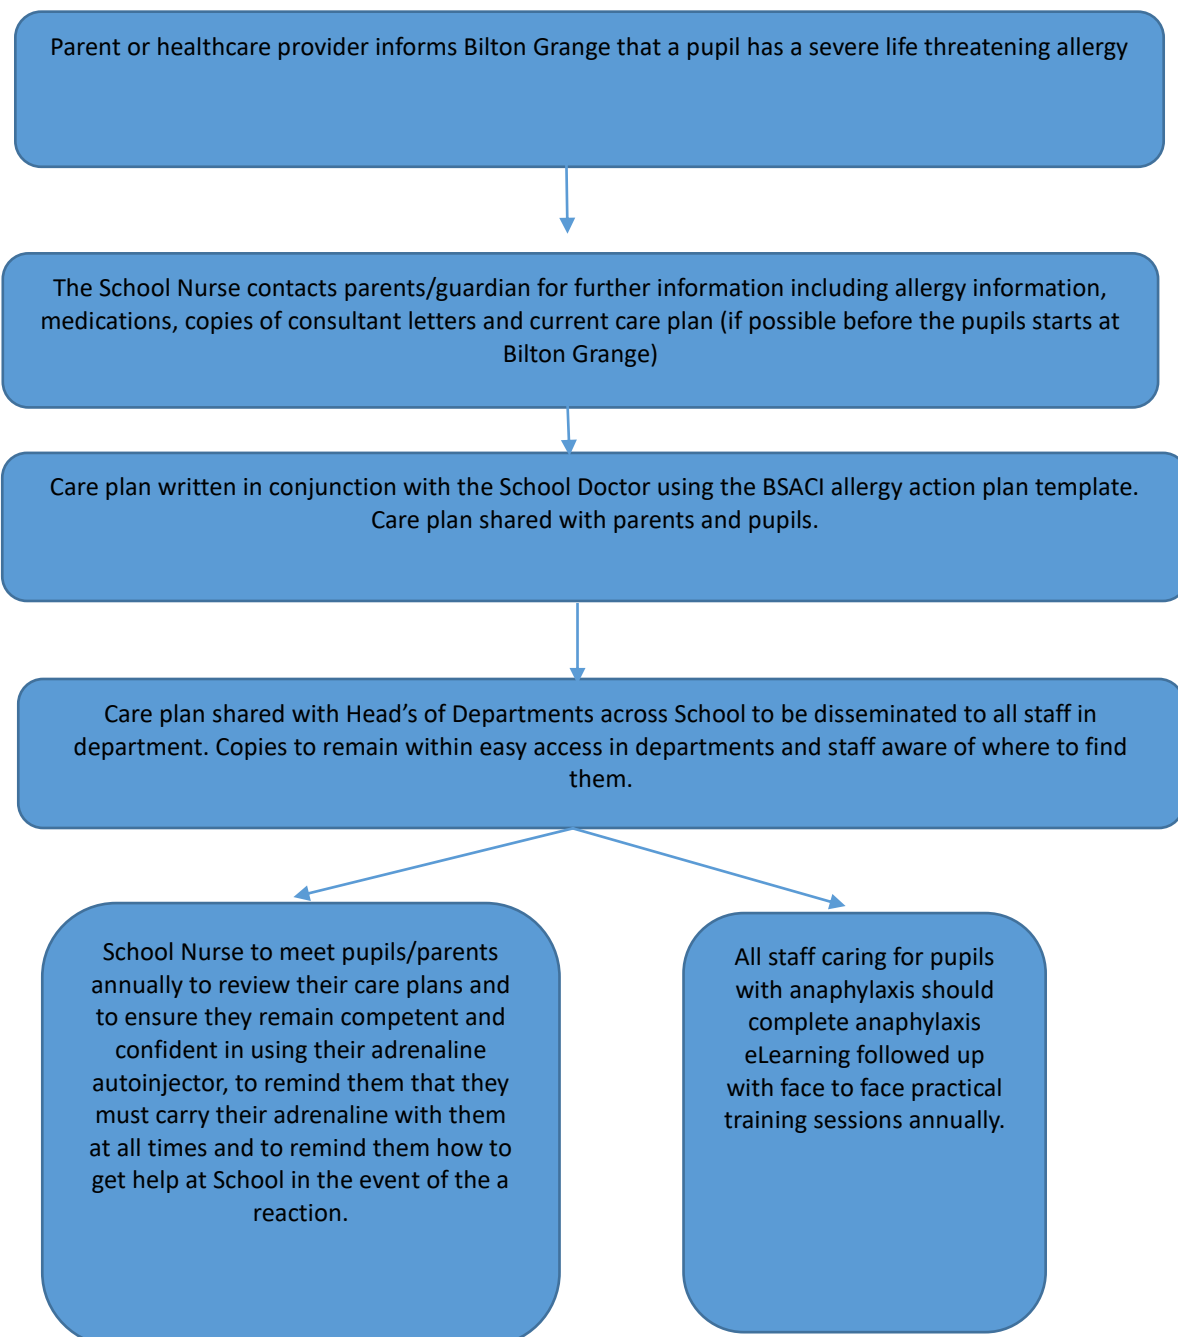 Parent or healthcare provider informs Bilton Grange that a pupil has a severe life threatening allergy
The School Nurse contacts parents/guardian for further information including allergy information,
medications, copies of consultant letters and current care plan (if possible before the pupils starts at
Bilton Grange)
Care plan written in conjunction with the School Doctor using the BSACI allergy action plan template.
Care plan shared with parents and pupils.
Care plan shared with Head’s of Departments across School to be disseminated to all staff in
department. Copies to remain within easy access in departments and staff aware of where to find
them.
School Nurse to meet pupils/parents
annually to review their care plans and
to ensure they remain competent and
confident in using their adrenaline
autoinjector, to remind them that they
must carry their adrenaline with them
at all times and to remind them how to
get help at School in the event of the a
reaction.
All staff caring for pupils
with anaphylaxis should
complete anaphylaxis
eLearning followed up
with face to face practical
training sessions annually.